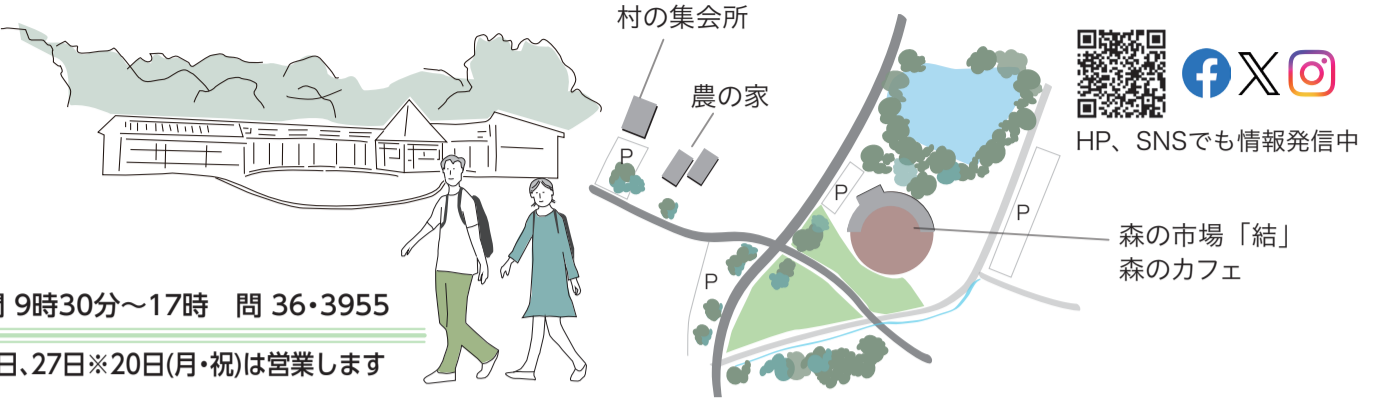 村の集会所
農の家
P
P
P
P
HP、SNSでも情報発信中
森の市場「結」
森のカフェ
9時30分～17時　問 36・3955
日、27日※20日(月・祝)は営業します